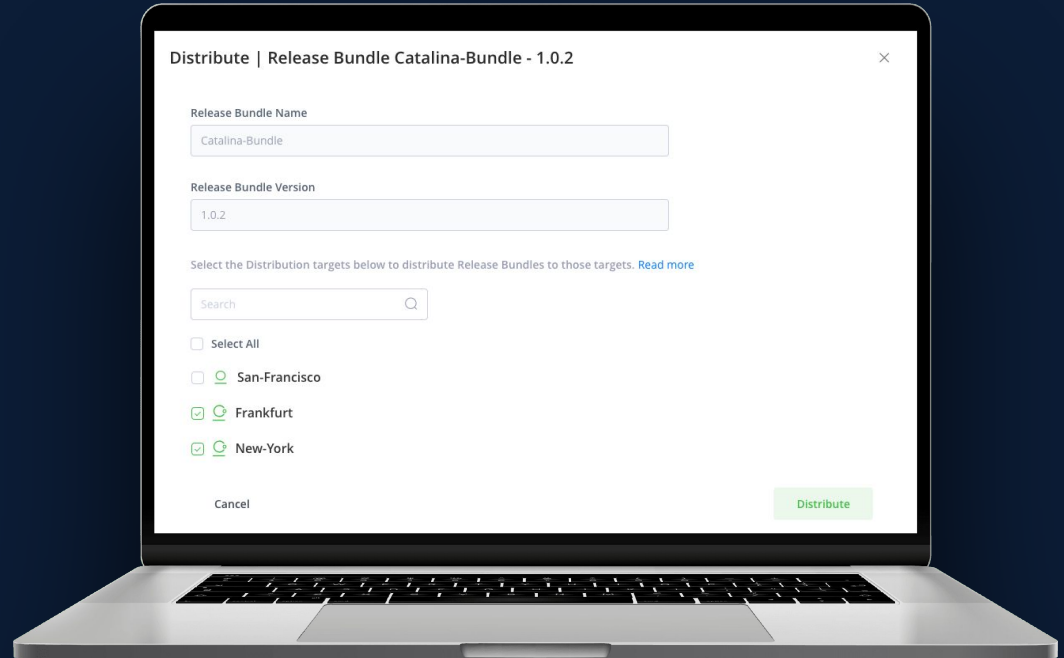 Distribute | Release Bundle Catalina-Bundle - 1.0.2
Release Bundle Name
Catalina-Bundle
Release Bundle Version
1.0.2
Select the Distribution targets below to distribute Release Bundles to those targets. Read more
Search
Select All
San-Francisco
Frankfurt
New-York
Cancel
Distribute